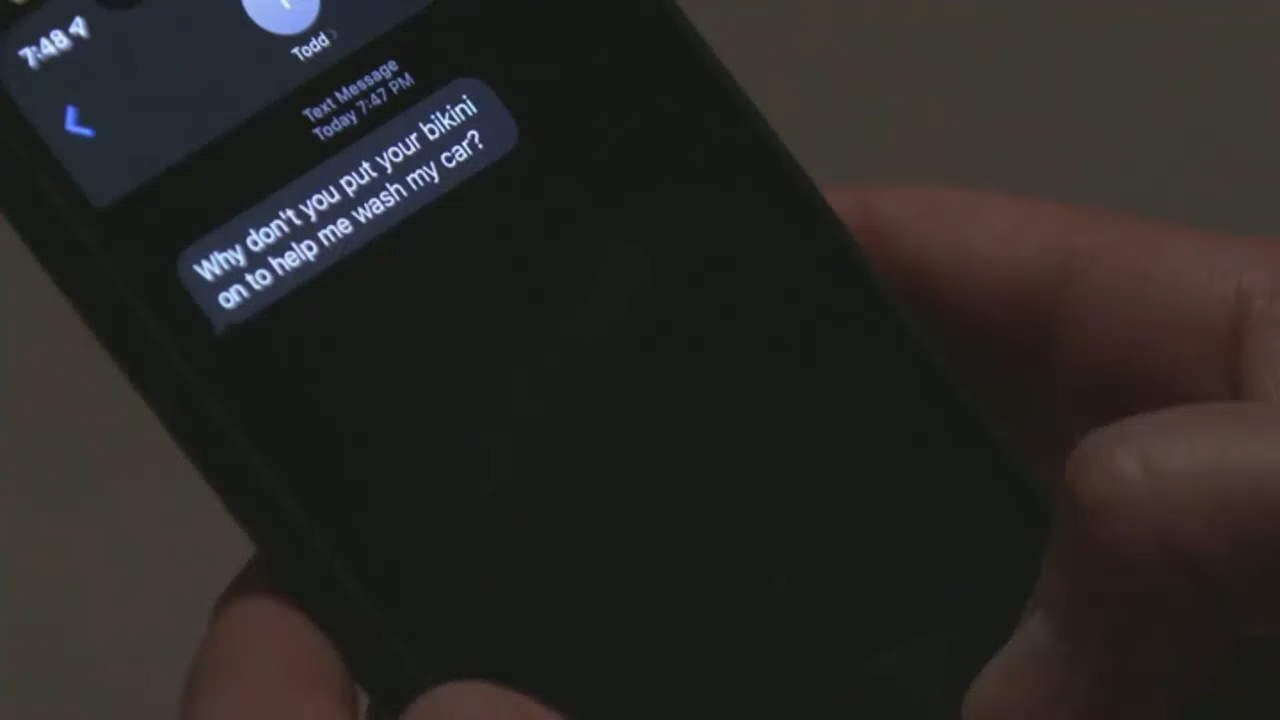 7:48
Todd
Text Message
Today 7:47 PM
Why don't you put your bikini
on to help me wash my car?